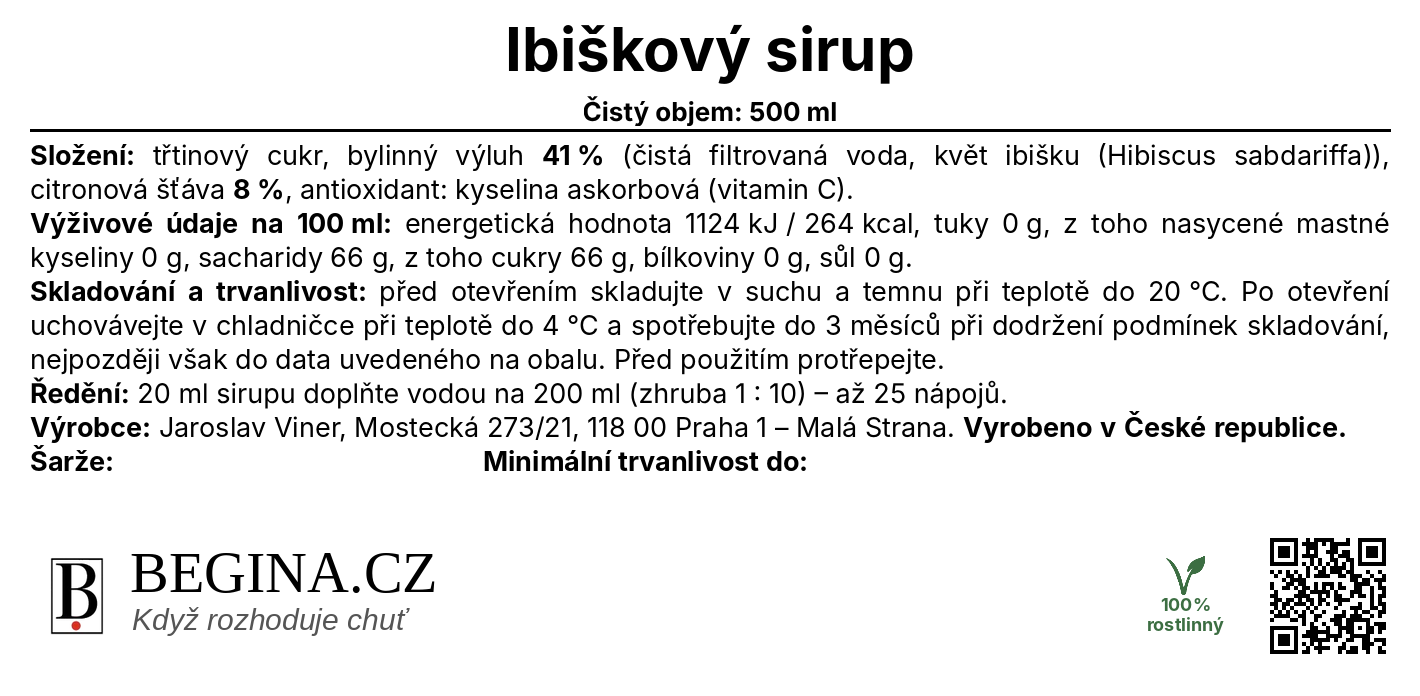 Ibiškový sirup
Čistý objem: 500 ml
Složení: třtinový cukr, bylinný výluh 41 % (čistá filtrovaná voda, květ ibišku (Hibiscus sabdariffa)),
citronová šťáva 8 %, antioxidant: kyselina askorbová (vitamin C).
Výživové údaje na 100 ml: energetická hodnota 1124 kJ / 264 kcal, tuky 0 g, z toho nasycené mastné
kyseliny 0 g, sacharidy 66 g, z toho cukry 66 g, bílkoviny 0 g, sůl 0 g.
Skladování a trvanlivost: před otevřením skladujte v suchu a temnu při teplotě do 20 °C. Po otevření
uchovávejte v chladničce při teplotě do 4 °C a spotřebujte do 3 měsíců při dodržení podmínek skladování,
nejpozději však do data uvedeného na obalu. Před použitím protřepejte.
Ředění: 20 ml sirupu doplňte vodou na 200 ml (zhruba 1 : 10) – až 25 nápojů.
Výrobce: Jaroslav Viner, Mostecká 273/21, 118 00 Praha 1 – Malá Strana. Vyrobeno v České republice.
Šarže: Minimální trvanlivost do:
B BEGINA.CZ
Když rozhoduje chuť
100%
rostlinný